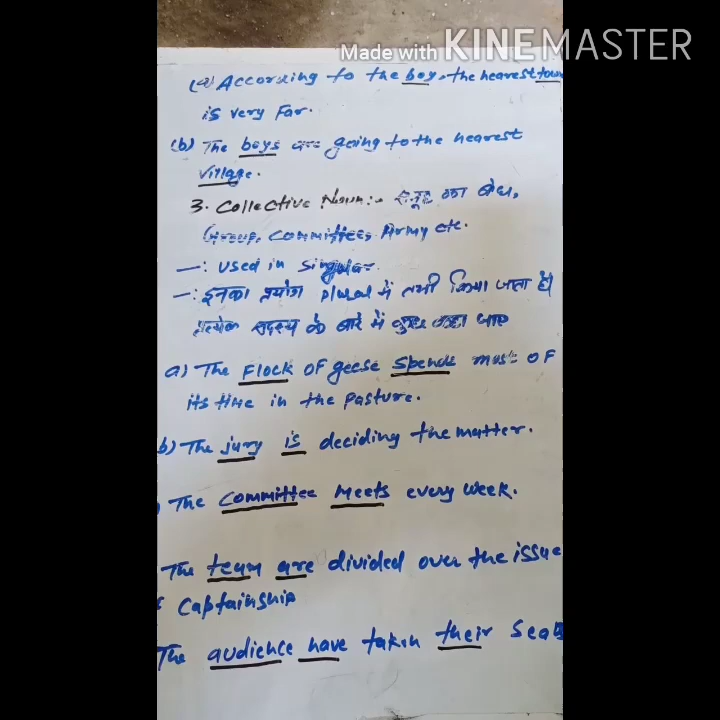 Made with KINEMASTER
(a) According to the boy, the nearest town
is very far.
(b) The boys are going to the nearest
village.
3. Collective Noun:- समूह का बोध,
Group, Committee, Army etc.
—: Used in Singular
—: इनका प्रयोग plural में तभी किया जाता है।
प्रत्येक सदस्य के बारे में कुछ कहा जाए
a) The Flock of geese spends most of
its time in the pasture.
b) The jury is deciding the matter.
The Committee Meets every week.
The team are divided over the issue
Captainship
The audience have taken their seats